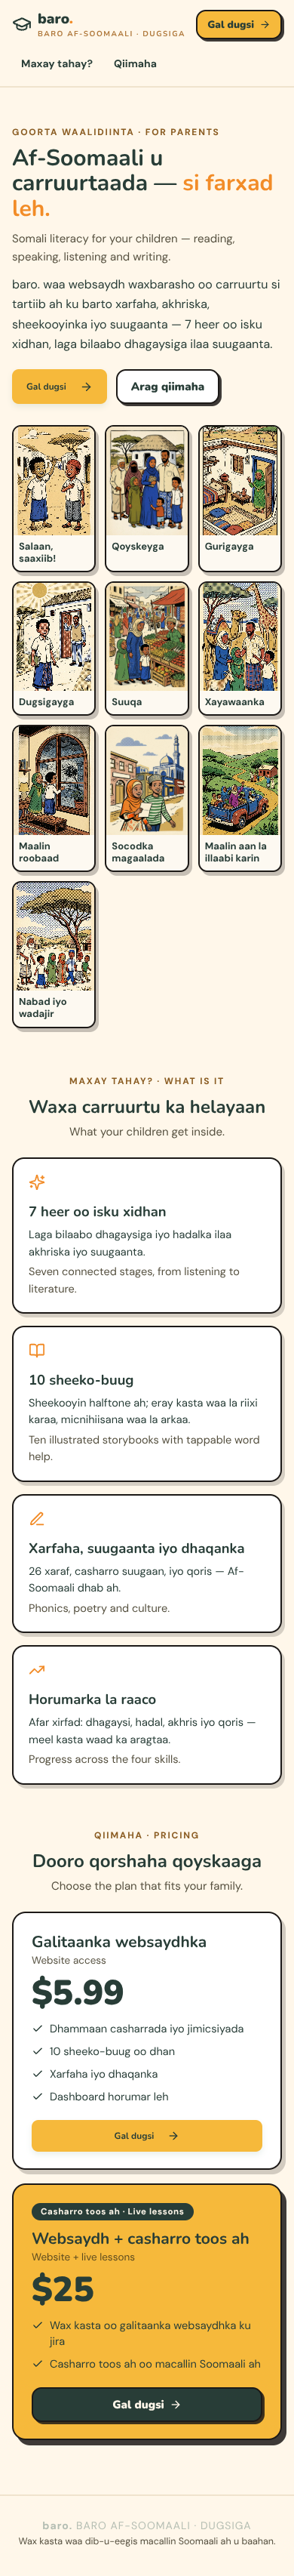 baro.
BARO AF-SOOMAALI · DUGSIGA
Gal dugsi
Maxay tahay?
Qiimaha
GOORTA WAALIDIINTA · FOR PARENTS
Af-Soomaali u
carruurtaada — si farxad
leh.
Somali literacy for your children — reading,
speaking, listening and writing.
baro. waa websaydh waxbarasho oo carruurtu si
tartiib ah ku barto xarfaha, akhriska,
sheekooyinka iyo suugaanta — 7 heer oo isku
xidhan, laga bilaabo dhagaysiga ilaa suugaanta.
Gal dugsi
Arag qiimaha
Salaan,
saaxiib!
Qoyskeyga
Gurigayga
Dugsigayga
Suuqa
Xayawaanka
Maalin
roobaad
Socodka
magaalada
Maalin aan la
illaabi karin
Nabad iyo
wadajir
MAXAY TAHAY? · WHAT IS IT
Waxa carruurtu ka helayaan
What your children get inside.
7 heer oo isku xidhan
Laga bilaabo dhagaysiga iyo hadalka ilaa
akhriska iyo suugaanta.
Seven connected stages, from listening to
literature.
10 sheeko-buug
Sheekooyin halftone ah; eray kasta waa la riixi
karaa, micnihiisana waa la arkaa.
Ten illustrated storybooks with tappable word
help.
Xarfaha, suugaanta iyo dhaqanka
26 xaraf, casharro suugaan, iyo qoris — Af-
Soomaali dhab ah.
Phonics, poetry and culture.
Horumarka la raaco
Afar xirfad: dhagaysi, hadal, akhris iyo qoris —
meel kasta waad ka aragtaa.
Progress across the four skills.
QIIMAHA · PRICING
Dooro qorshaha qoyskaaga
Choose the plan that fits your family.
Galitaanka websaydhka
Website access
$5.99
Dhammaan casharrada iyo jimicsiyada
10 sheeko-buug oo dhan
Xarfaha iyo dhaqanka
Dashboard horumar leh
Gal dugsi
Casharro toos ah · Live lessons
Websaydh + casharro toos ah
Website + live lessons
$25
Wax kasta oo galitaanka websaydhka ku
jira
Casharro toos ah oo macallin Soomaali ah
Gal dugsi
baro. BARO AF-SOOMAALI · DUGSIGA
Wax kasta waa dib-u-eegis macallin Soomaali ah u baahan.